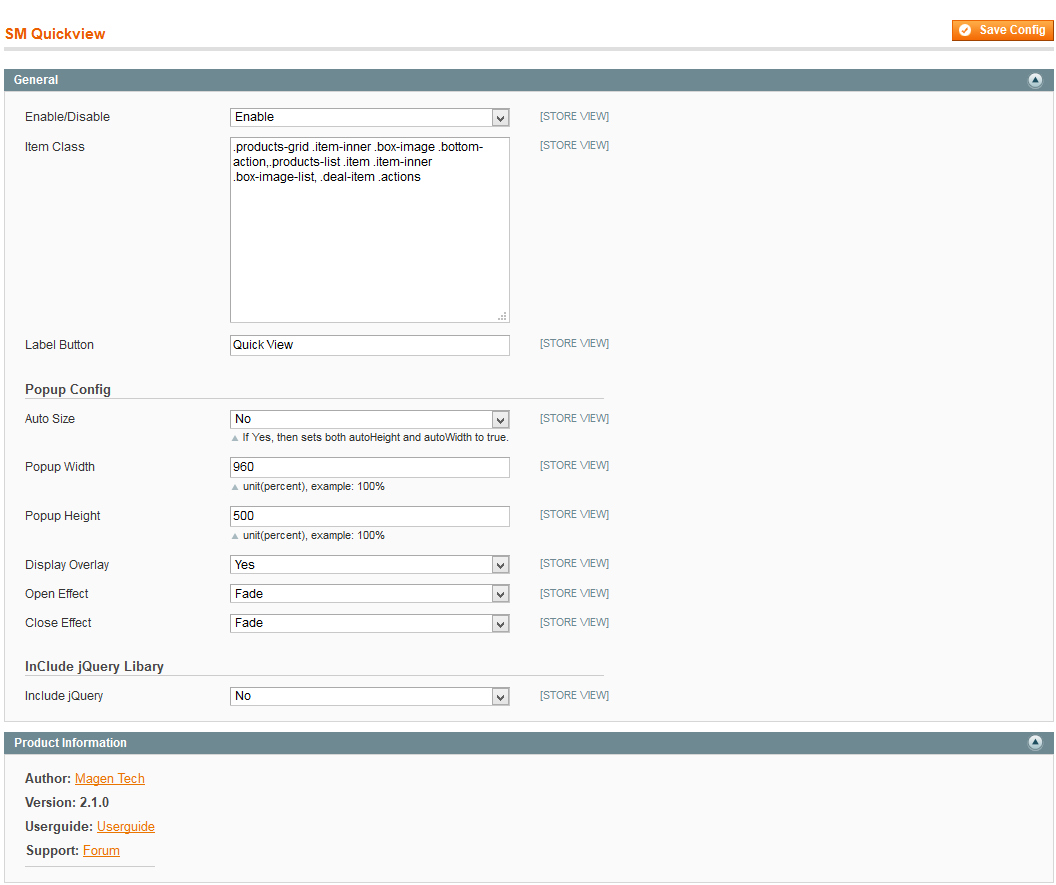 SM Quickview
Save Config
General
Enable/Disable
Enable
[STORE VIEW]
Item Class
.products-grid .item-inner .box-image .bottom-
action,.products-list .item .item-inner
.box-image-list, .deal-item .actions
[STORE VIEW]
Label Button
Quick View
[STORE VIEW]
Popup Config
Auto Size
No
[STORE VIEW]
If Yes, then sets both autoHeight and autoWidth to true.
Popup Width
960
[STORE VIEW]
unit(percent), example: 100%
Popup Height
500
[STORE VIEW]
unit(percent), example: 100%
Display Overlay
Yes
[STORE VIEW]
Open Effect
Fade
[STORE VIEW]
Close Effect
Fade
[STORE VIEW]
InClude jQuery Libary
Include jQuery
No
[STORE VIEW]
Product Information
Author: Magen Tech
Version: 2.1.0
Userguide: Userguide
Support: Forum